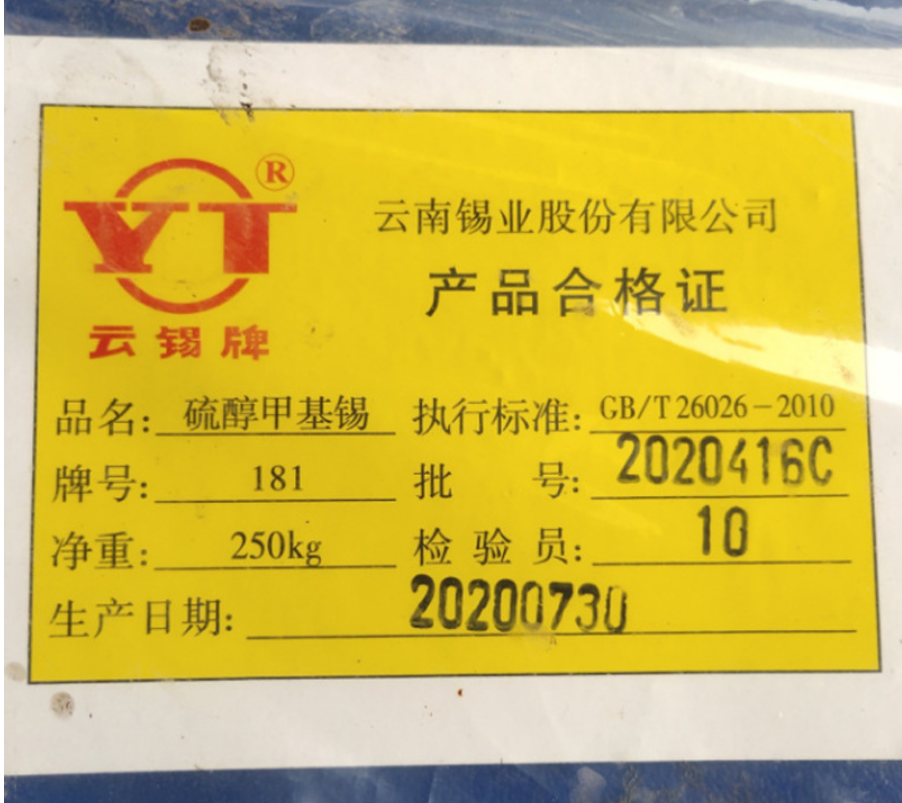 YT®
云锡牌
云南锡业股份有限公司
产品合格证
品名: 硫醇甲基锡 执行标准: GB/T 26026-2010
牌号: 181 批 号: 2020416C
净重: 250kg 检验员: 10
生产日期: 20200730